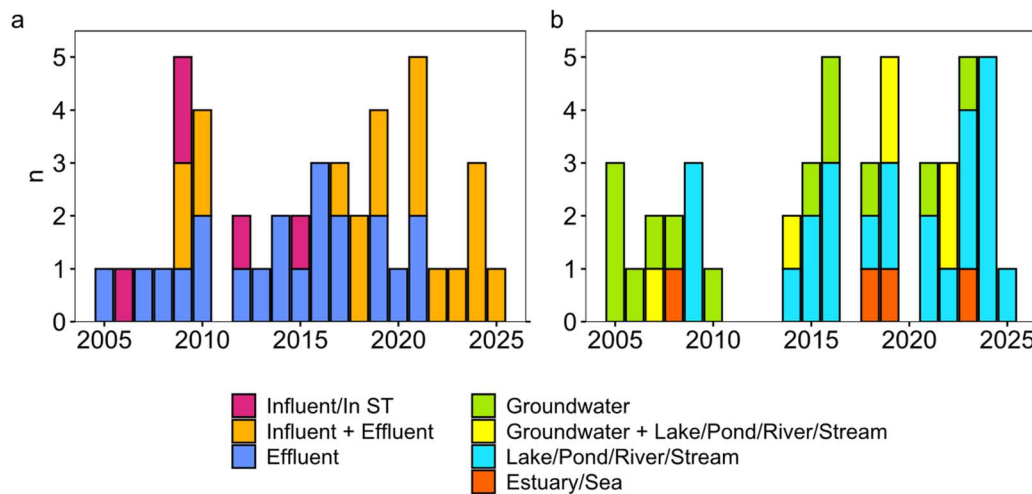 a
n
5
4
3
2
1
0
2005 2010 2015 2020 2025
b
5
4
3
2
1
0
2005 2010 2015 2020 2025
Influent/In ST
Influent + Effluent
Effluent
Groundwater
Groundwater + Lake/Pond/River/Stream
Lake/Pond/River/Stream
Estuary/Sea